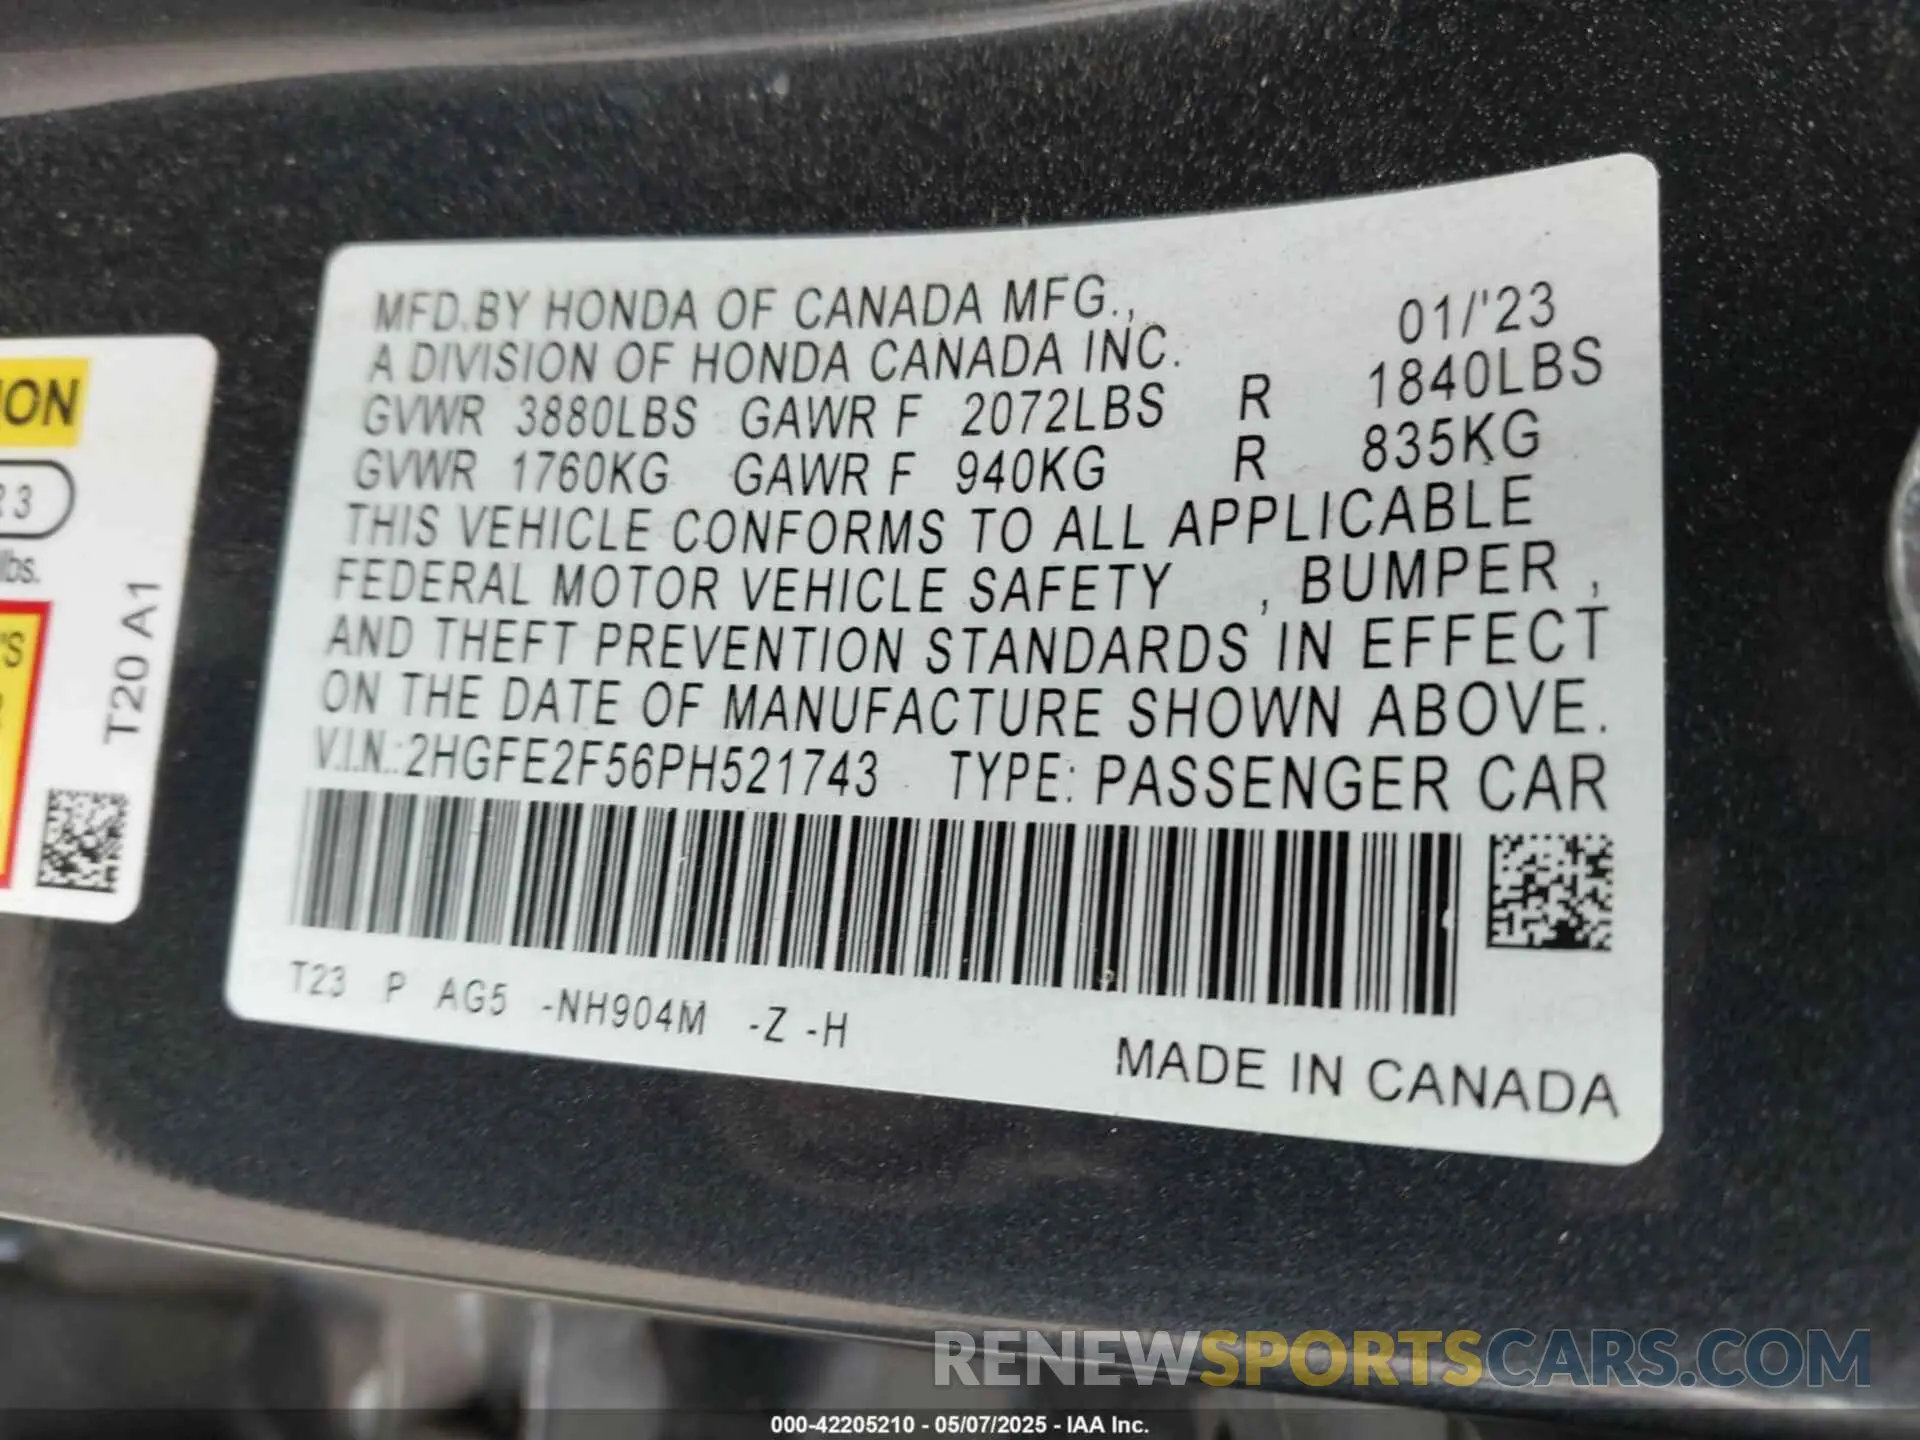 MFD.BY HONDA OF CANADA MFG., 01/'23
A DIVISION OF HONDA CANADA INC.
GVWR 3880LBS GAWR F 2072LBS R 1840LBS
GVWR 1760KG GAWR F 940KG R 835KG
THIS VEHICLE CONFORMS TO ALL APPLICABLE
FEDERAL MOTOR VEHICLE SAFETY , BUMPER ,
AND THEFT PREVENTION STANDARDS IN EFFECT
ON THE DATE OF MANUFACTURE SHOWN ABOVE.
V.I.N.:2HGFE2F56PH521743 TYPE: PASSENGER CAR
T23 P AG5 -NH904M -Z -H
MADE IN CANADA
ION
R 3
lbs.
'S
T20 A1
RENEWSPORTSCARS.COM
000-42205210 - 05/07/2025 - IAA Inc.